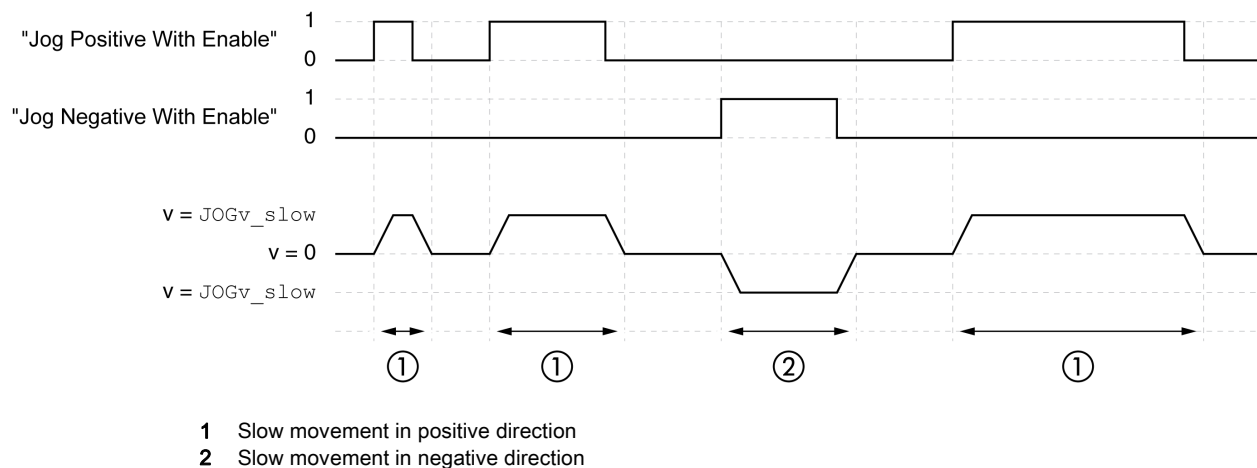 1
"Jog Positive With Enable"
0
1
"Jog Negative With Enable"
0
v = JOGv_slow
v = 0
v = JOGv_slow
① ① ② ①
1 Slow movement in positive direction
2 Slow movement in negative direction